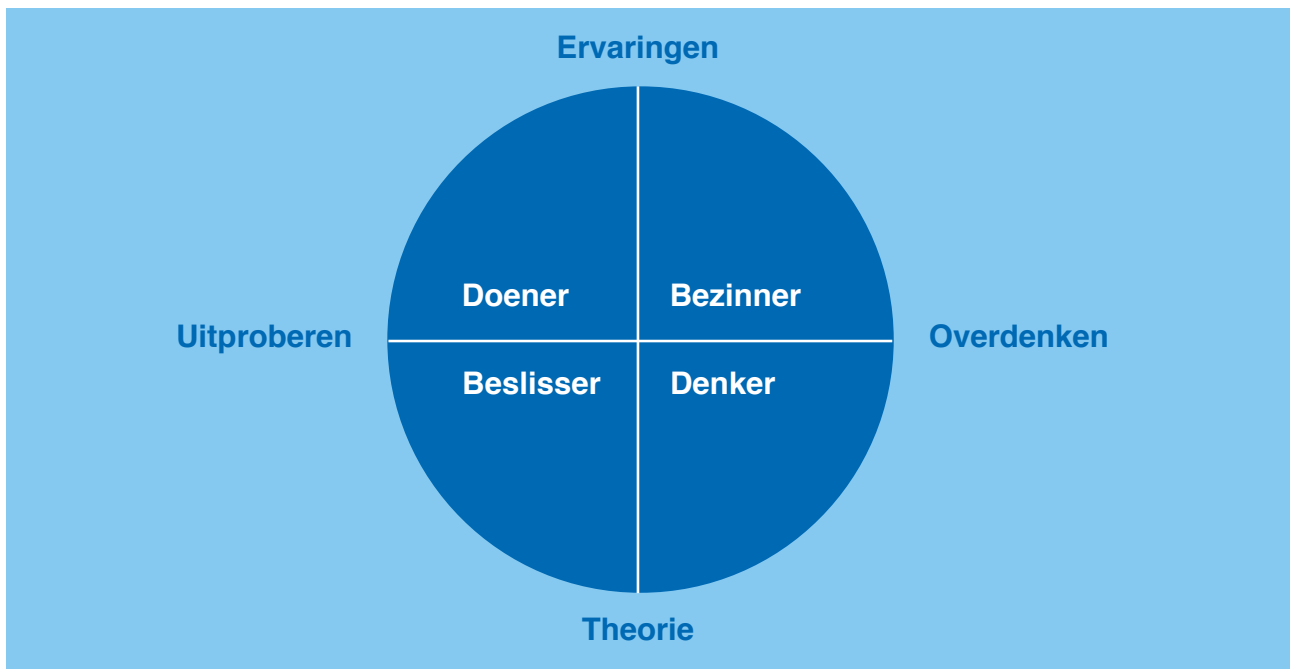 Ervaringen
Doener
Bezinner
Uitproberen
Overdenken
Beslisser
Denker
Theorie